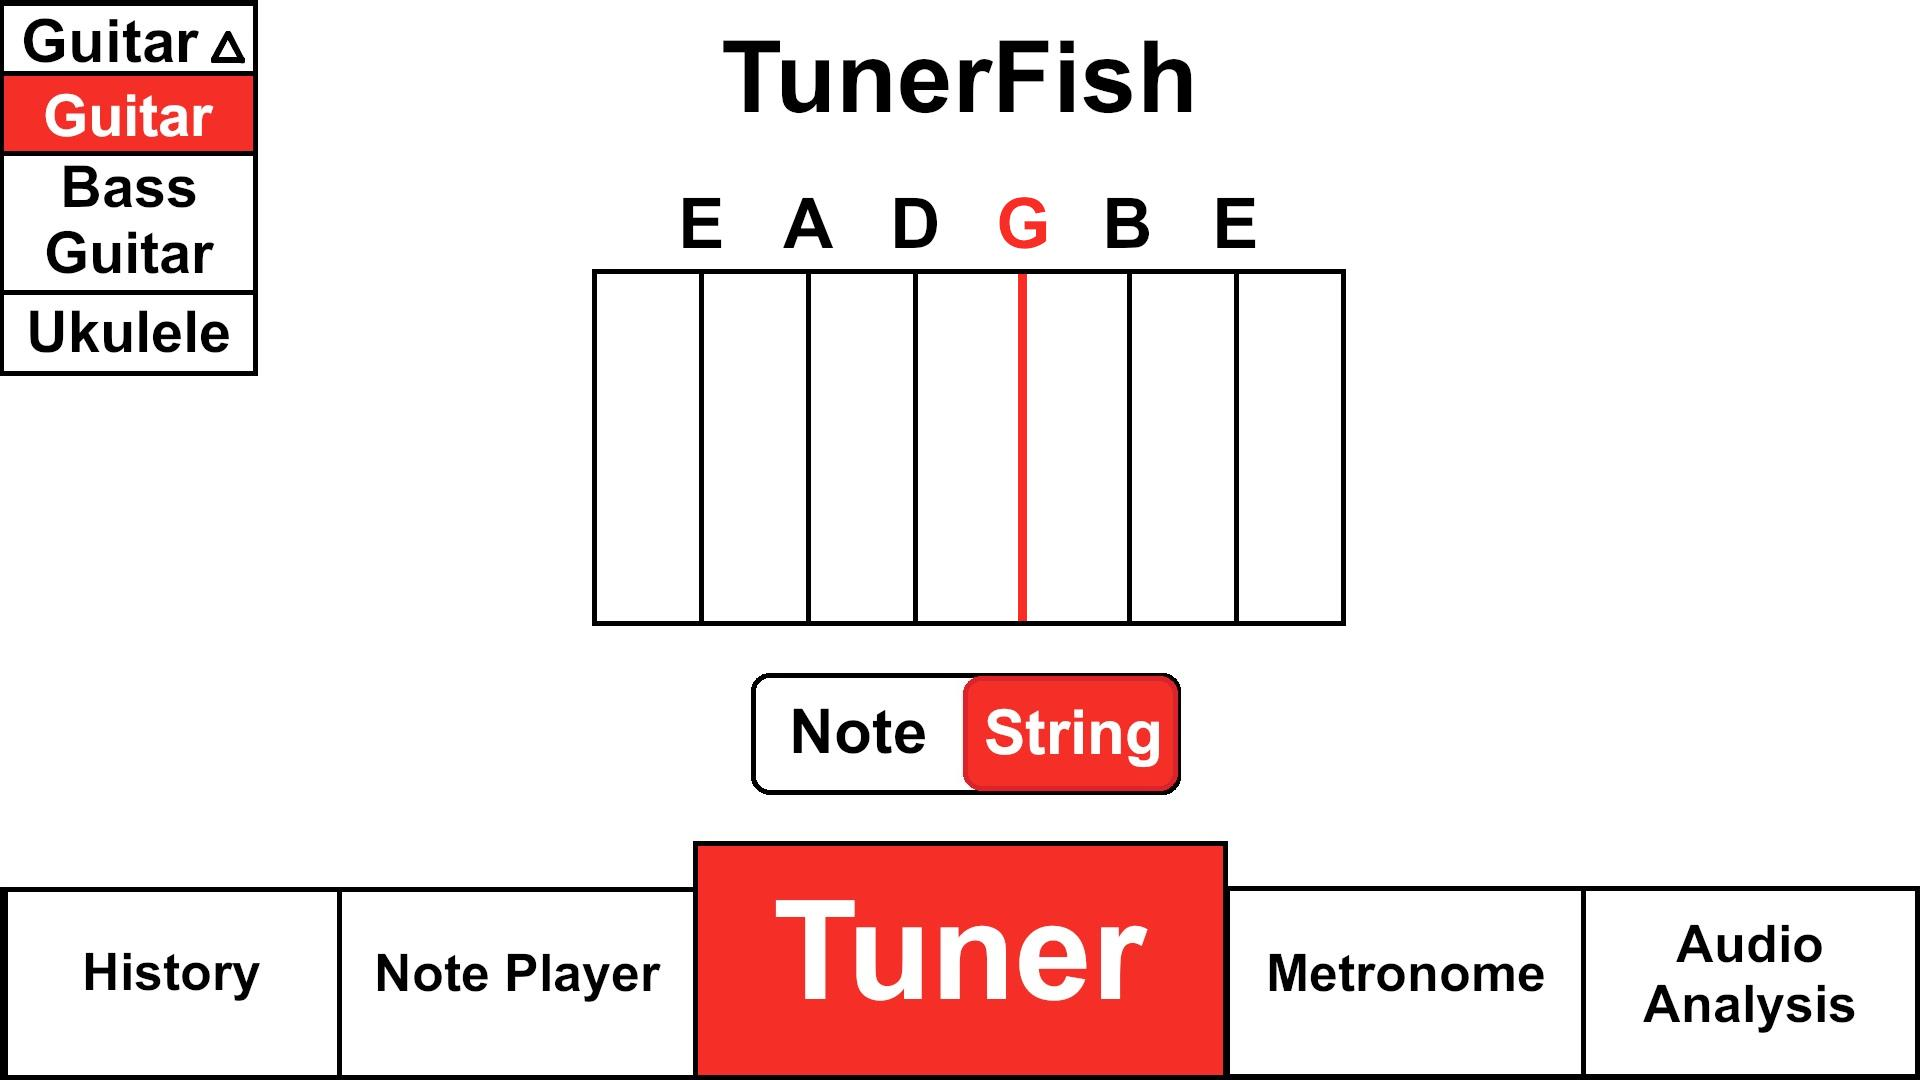 Guitar
Guitar
Bass
Guitar
Ukulele
TunerFish
E A D G B E
Note String
History
Note Player
Tuner
Metronome
Audio
Analysis